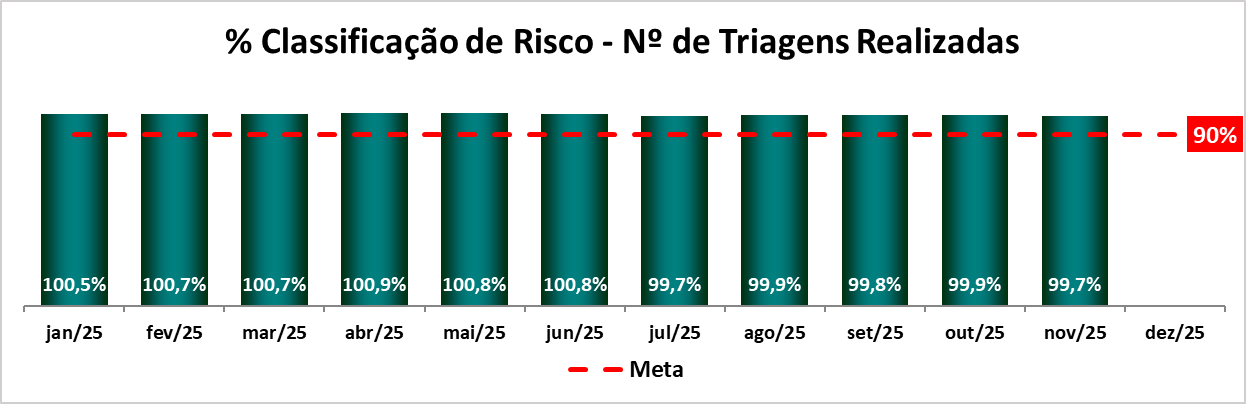 % Classificação de Risco - Nº de Triagens Realizadas
90%
100,5% 100,7% 100,7% 100,9% 100,8% 100,8% 99,7% 99,9% 99,8% 99,9% 99,7%
jan/25 fev/25 mar/25 abr/25 mai/25 jun/25 jul/25 ago/25 set/25 out/25 nov/25 dez/25
Meta